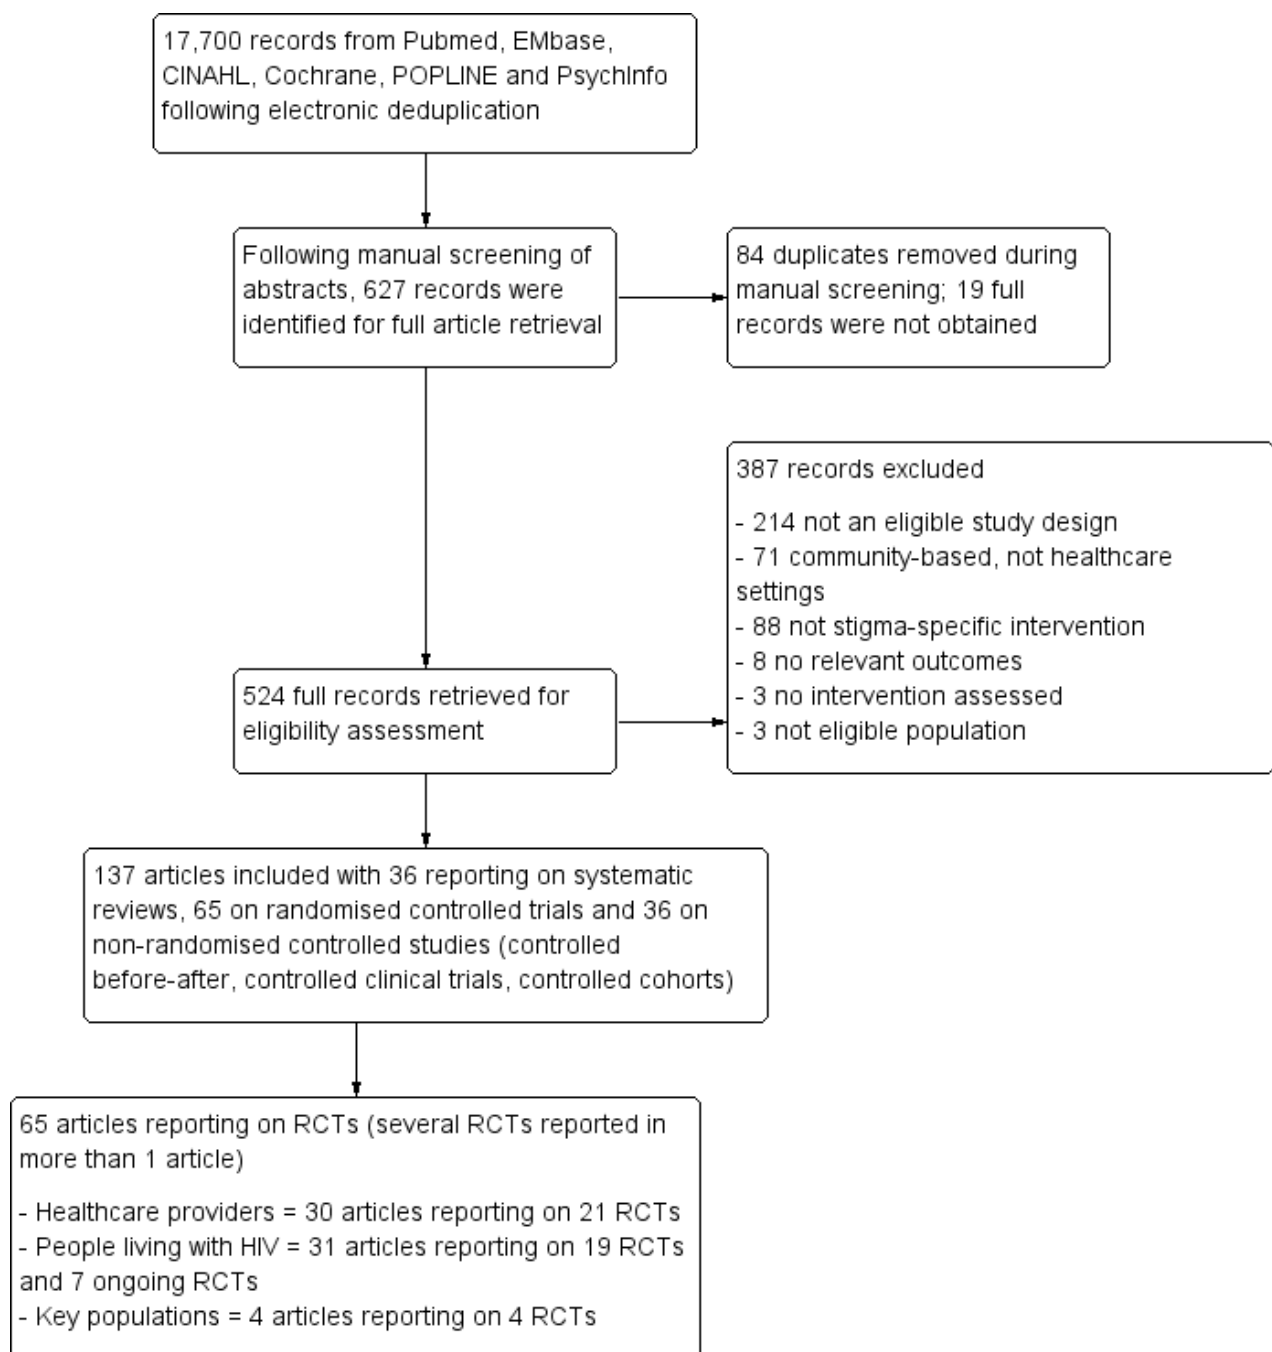 17,700 records from Pubmed, EMbase,
CINAHL, Cochrane, POPLINE and PsychInfo
following electronic deduplication
Following manual screening of
abstracts, 627 records were
identified for full article retrieval
84 duplicates removed during
manual screening; 19 full
records were not obtained
387 records excluded
- 214 not an eligible study design
- 71 community-based, not healthcare
settings
- 88 not stigma-specific intervention
- 8 no relevant outcomes
- 3 no intervention assessed
- 3 not eligible population
524 full records retrieved for
eligibility assessment
137 articles included with 36 reporting on systematic
reviews, 65 on randomised controlled trials and 36 on
non-randomised controlled studies (controlled
before-after, controlled clinical trials, controlled cohorts)
65 articles reporting on RCTs (several RCTs reported in
more than 1 article)
- Healthcare providers = 30 articles reporting on 21 RCTs
- People living with HIV = 31 articles reporting on 19 RCTs
and 7 ongoing RCTs
- Key populations = 4 articles reporting on 4 RCTs